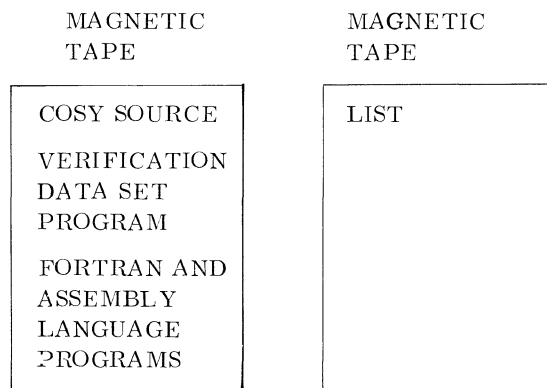 MAGNETIC
TAPE
COSY SOURCE
VERIFICATION
DATA SET
PROGRAM
FORTRAN AND
ASSEMBLY
LANGUAGE
PROGRAMS
MAGNETIC
TAPE
LIST